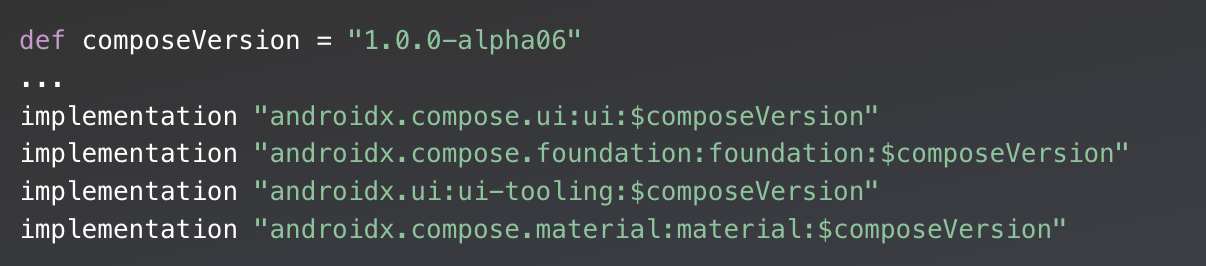 def composeVersion = "1.0.0-alpha06"
...
implementation "androidx.compose.ui:ui:$composeVersion"
implementation "androidx.compose.foundation:foundation:$composeVersion"
implementation "androidx.ui:ui-tooling:$composeVersion"
implementation "androidx.compose.material:material:$composeVersion"